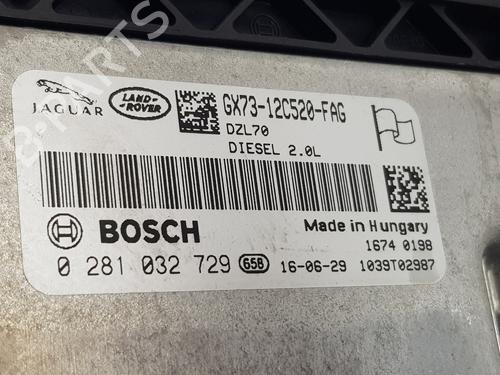 B-PARTS
JAGUAR
LAND-
ROVER
GX73-12C520-FAG
DZL70
DIESEL 2.0L
BOSCH
Made in Hungary
1674 0198
0 281 032 729 658 16-06-29 1039T02987